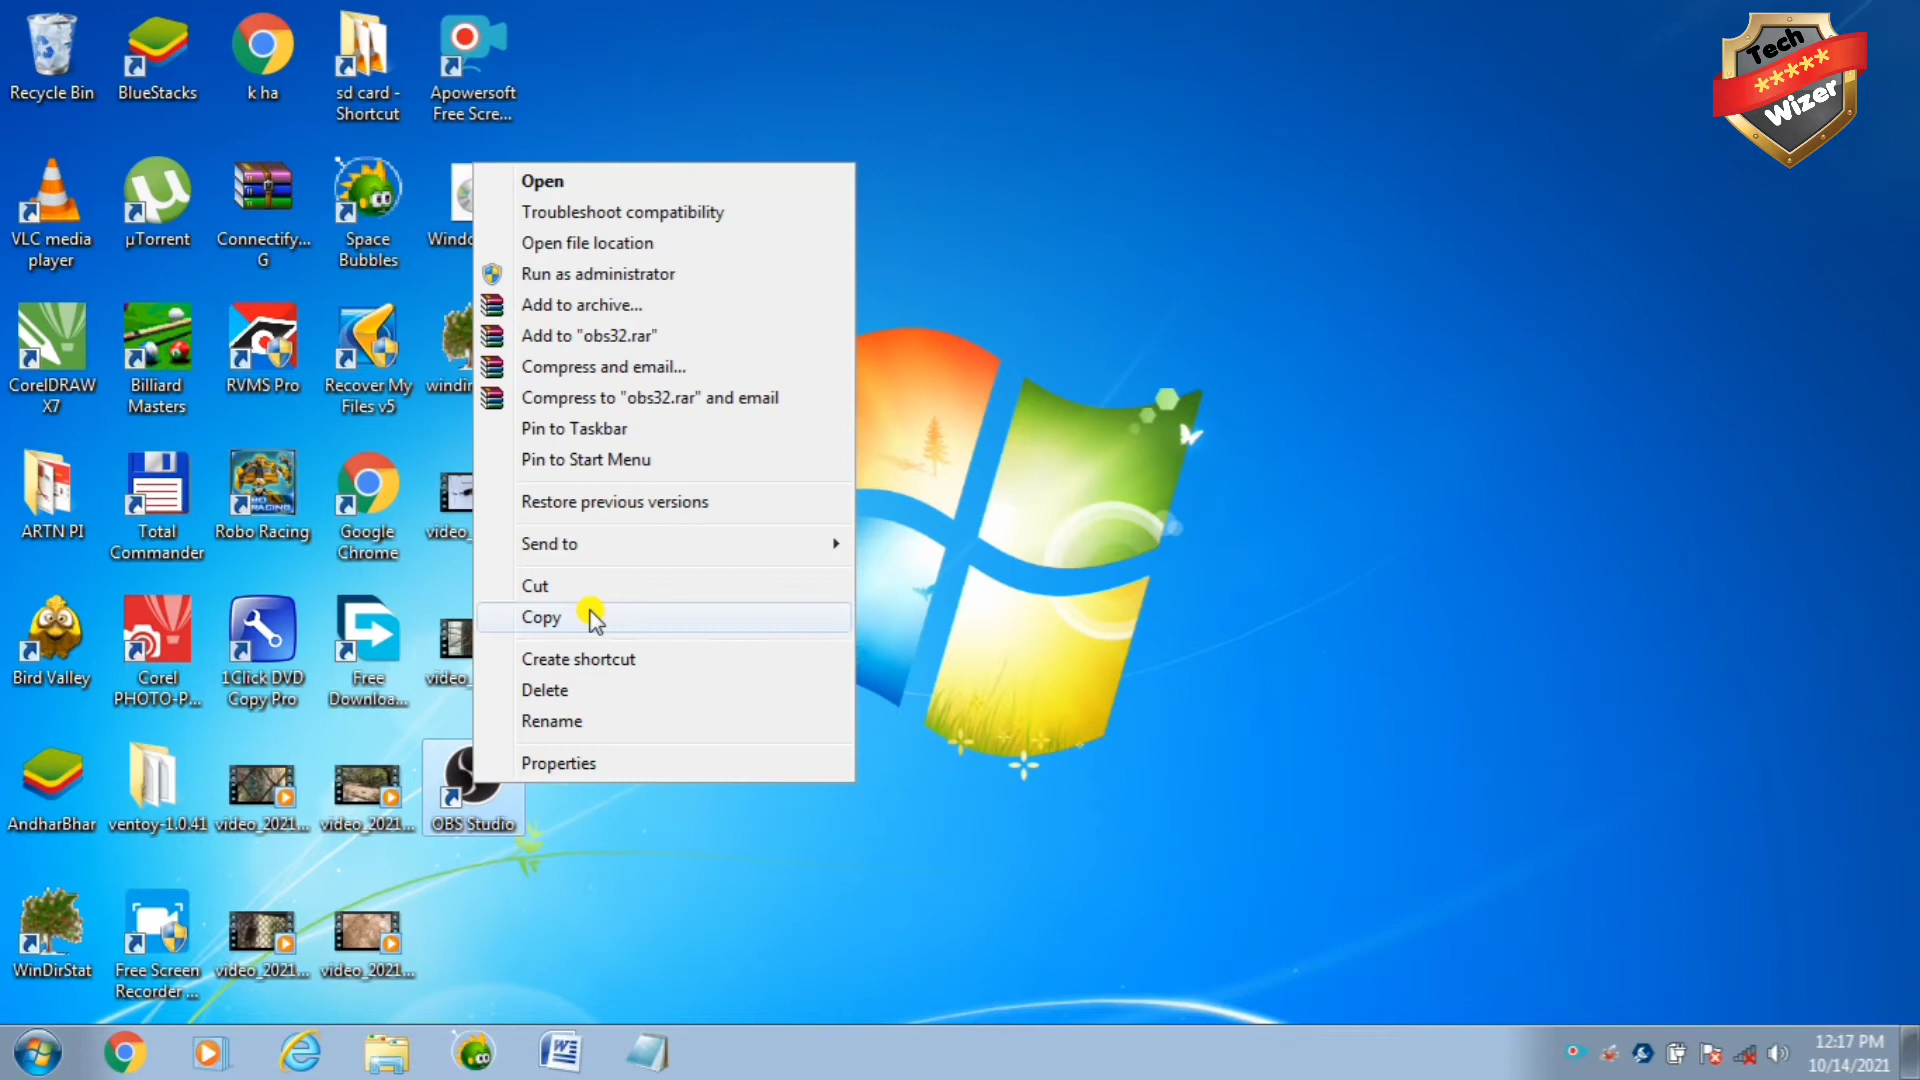 Recycle Bin
BlueStacks
k ha
sd card -
Shortcut
Apowersoft
Free Scre...
Tech
*****
Wizer
VLC media
player
µTorrent
Connectify...
G
Space
Bubbles
Windo
CorelDRAW
X7
Billiard
Masters
RVMS Pro
Recover My
Files v5
windir
ARTN PI
Total
Commander
Robo Racing
Google
Chrome
video_
Bird Valley
Corel
PHOTO-P...
1Click DVD
Copy Pro
Free
Downloa...
video_
AndharBhar
ventoy-1.0.41
video_2021...
video_2021...
OBS Studio
WinDirStat
Free Screen
Recorder ...
video_2021...
video_2021...
Open
Troubleshoot compatibility
Open file location
Run as administrator
Add to archive...
Add to "obs32.rar"
Compress and email...
Compress to "obs32.rar" and email
Pin to Taskbar
Pin to Start Menu
Restore previous versions
Send to
Cut
Copy
Create shortcut
Delete
Rename
Properties
12:17 PM
10/14/2021